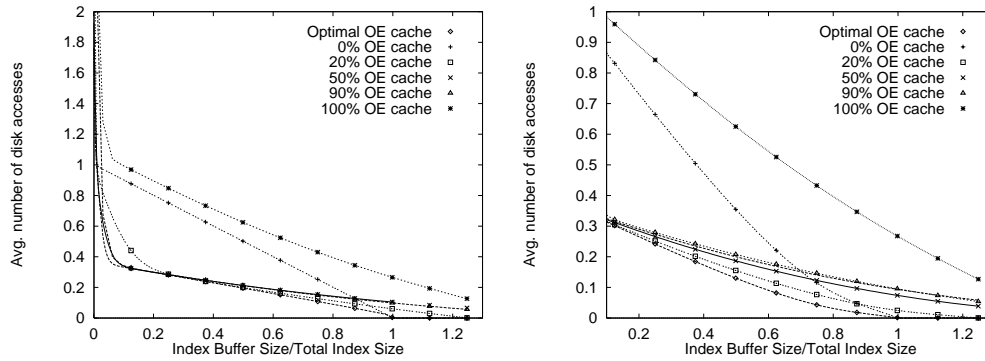 2
1.8
1.6
1.4
1.2
1
0.8
0.6
0.4
0.2
0
Avg. number of disk accesses
Optimal OE cache
0% OE cache
20% OE cache
50% OE cache
90% OE cache
100% OE cache
0 0.2 0.4 0.6 0.8 1.0 1.2
Index Buffer Size/Total Index Size
1
0.9
0.8
0.7
0.6
0.5
0.4
0.3
0.2
0.1
0
Avg. number of disk accesses
Optimal OE cache
0% OE cache
20% OE cache
50% OE cache
90% OE cache
100% OE cache
0.2 0.4 0.6 0.8 1.0 1.2
Index Buffer Size/Total Index Size